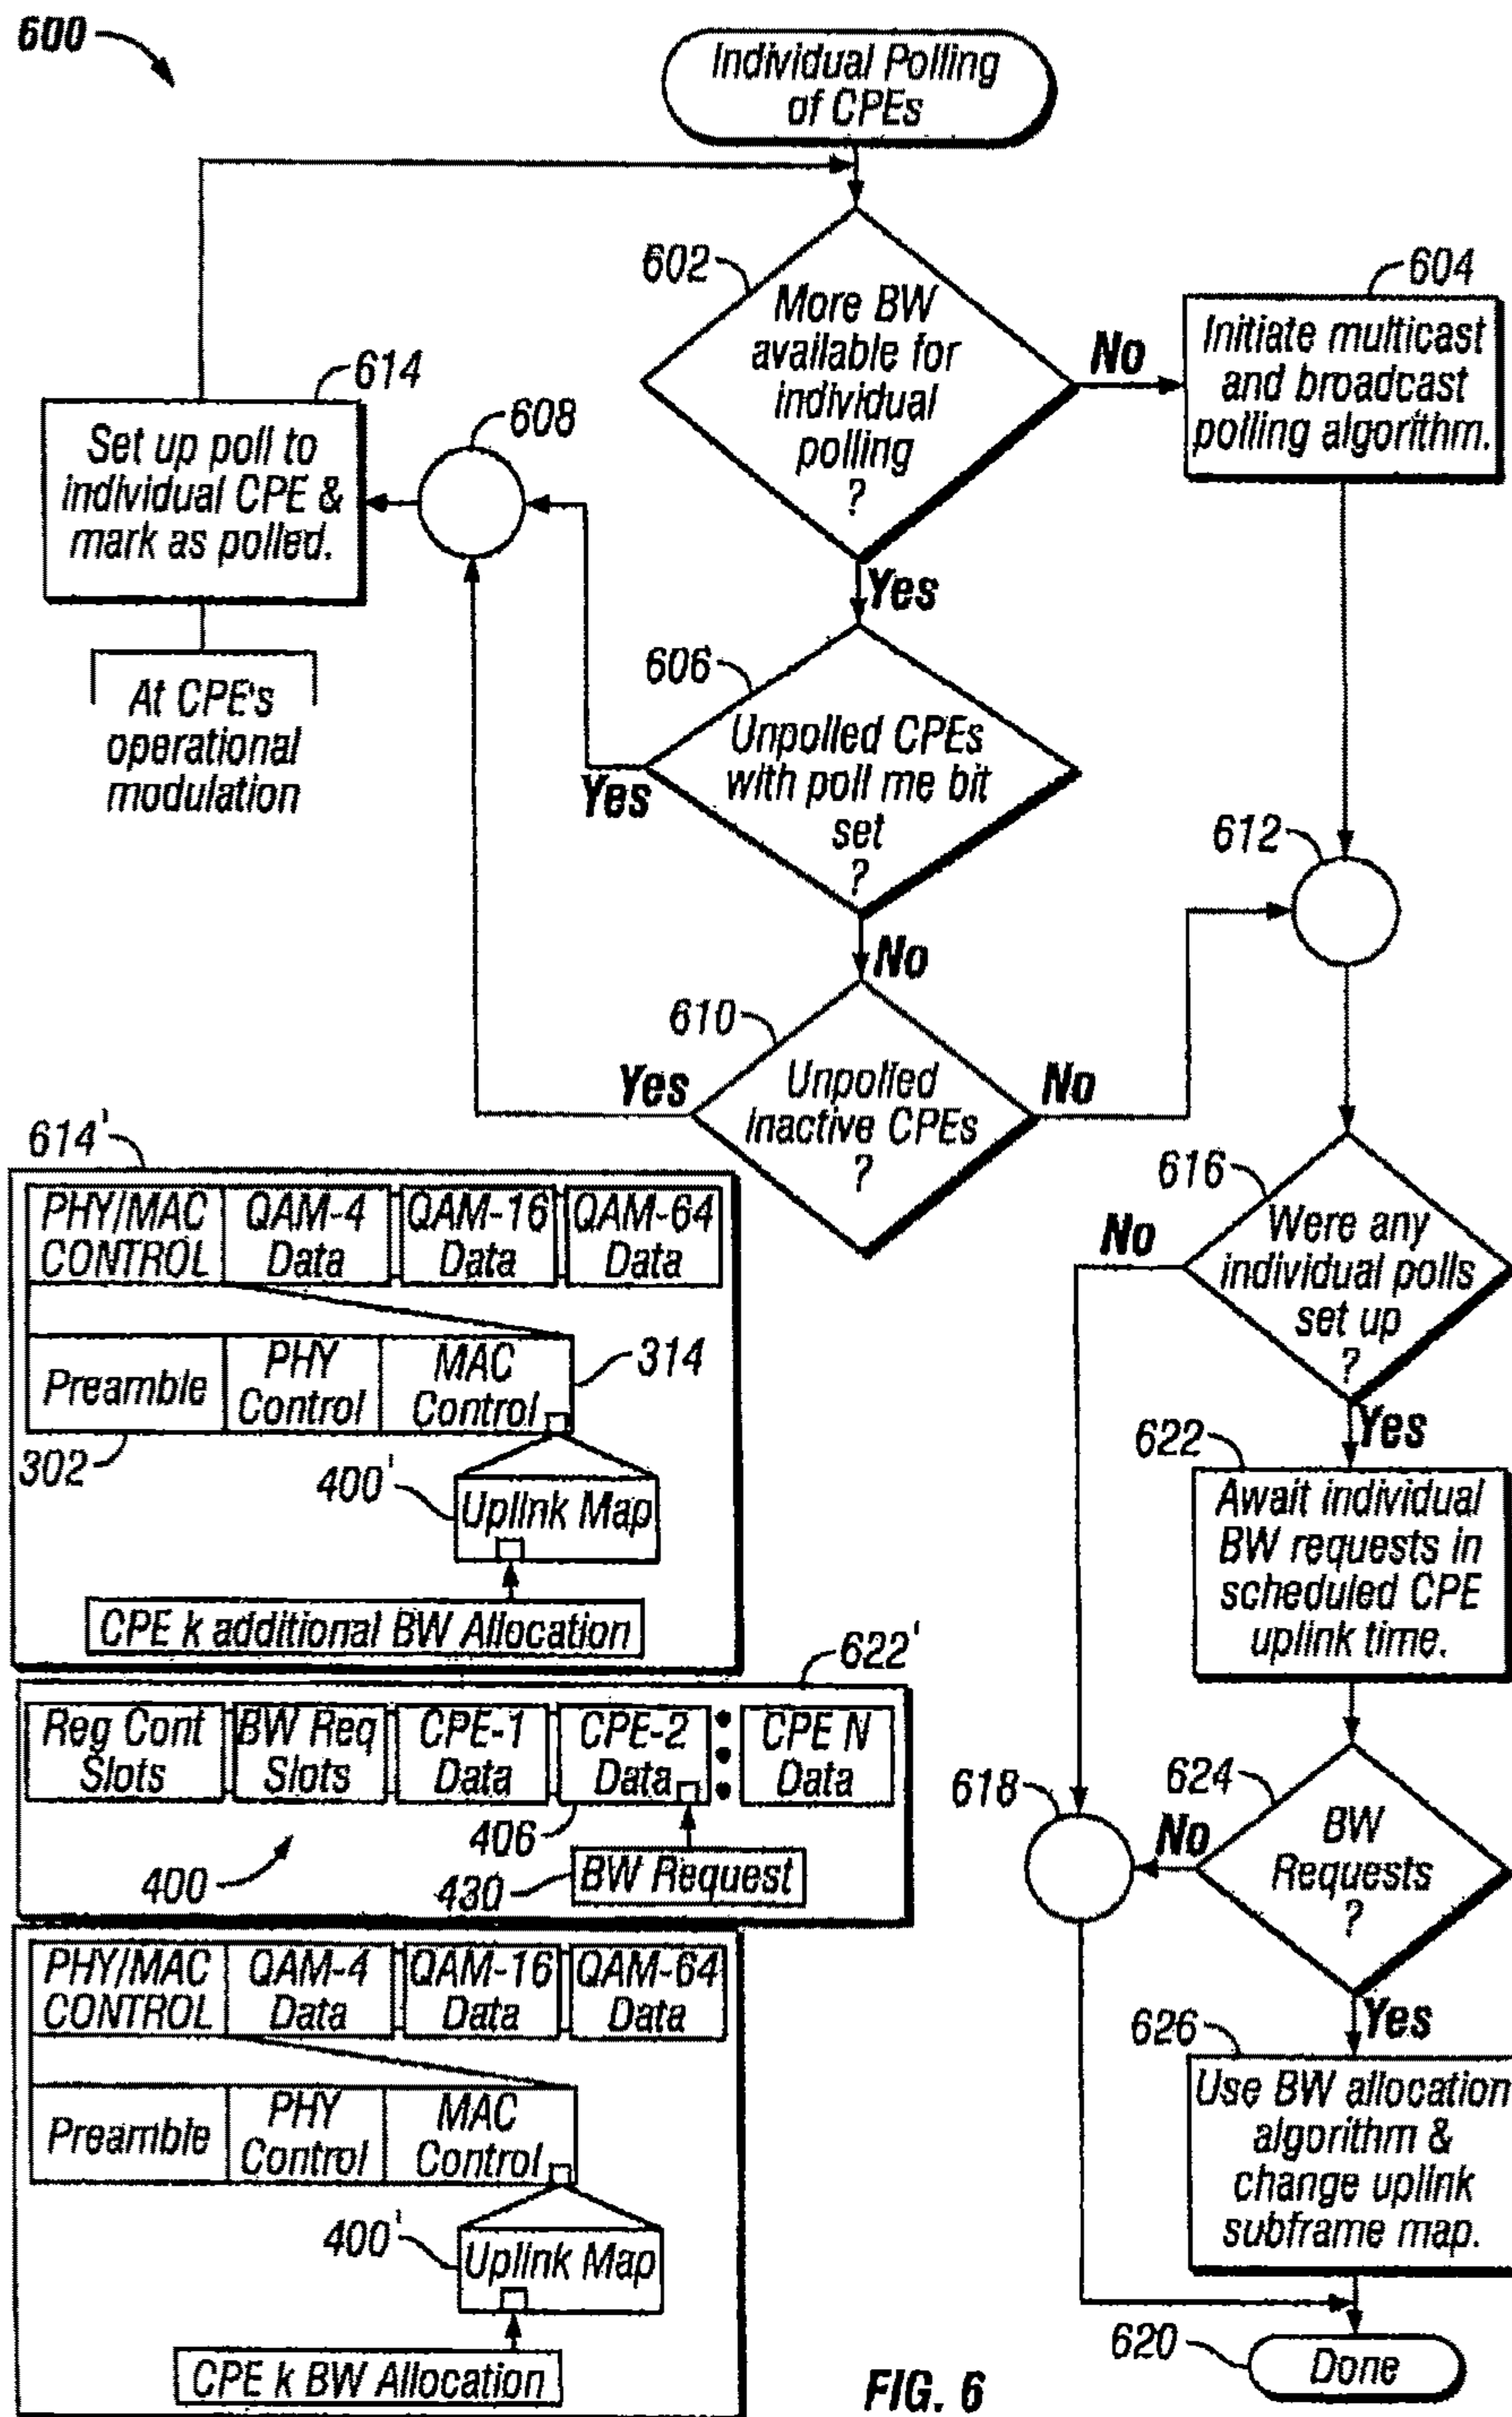 600
Individual Polling
of CPEs
602
More BW
available for
individual
polling
?
No
604
Initiate multicast
and broadcast
polling algorithm.
614
Set up poll to
individual CPE &
mark as polled.
608
Yes
At CPE's
operational
modulation
606
Unpolled CPEs
with poll me bit
set
?
Yes
No
612
610
Unpolled
inactive CPEs
?
Yes
No
616
Were any
individual polls
set up
?
No
Yes
622
Await individual
BW requests in
scheduled CPE
uplink time.
624
BW
Requests
?
No
618
Yes
626
Use BW allocation
algorithm &
change uplink
subframe map.
620
Done
614'
PHY/MAC
CONTROL
QAM-4
Data
QAM-16
Data
QAM-64
Data
Preamble
PHY
Control
MAC
Control
314
302
400'
Uplink Map
CPE k additional BW Allocation
622'
Reg Cont
Slots
BW Req
Slots
CPE-1
Data
CPE-2
Data
CPE N
Data
406
400
430
BW Request
PHY/MAC
CONTROL
QAM-4
Data
QAM-16
Data
QAM-64
Data
Preamble
PHY
Control
MAC
Control
400'
Uplink Map
CPE k BW Allocation
FIG. 6